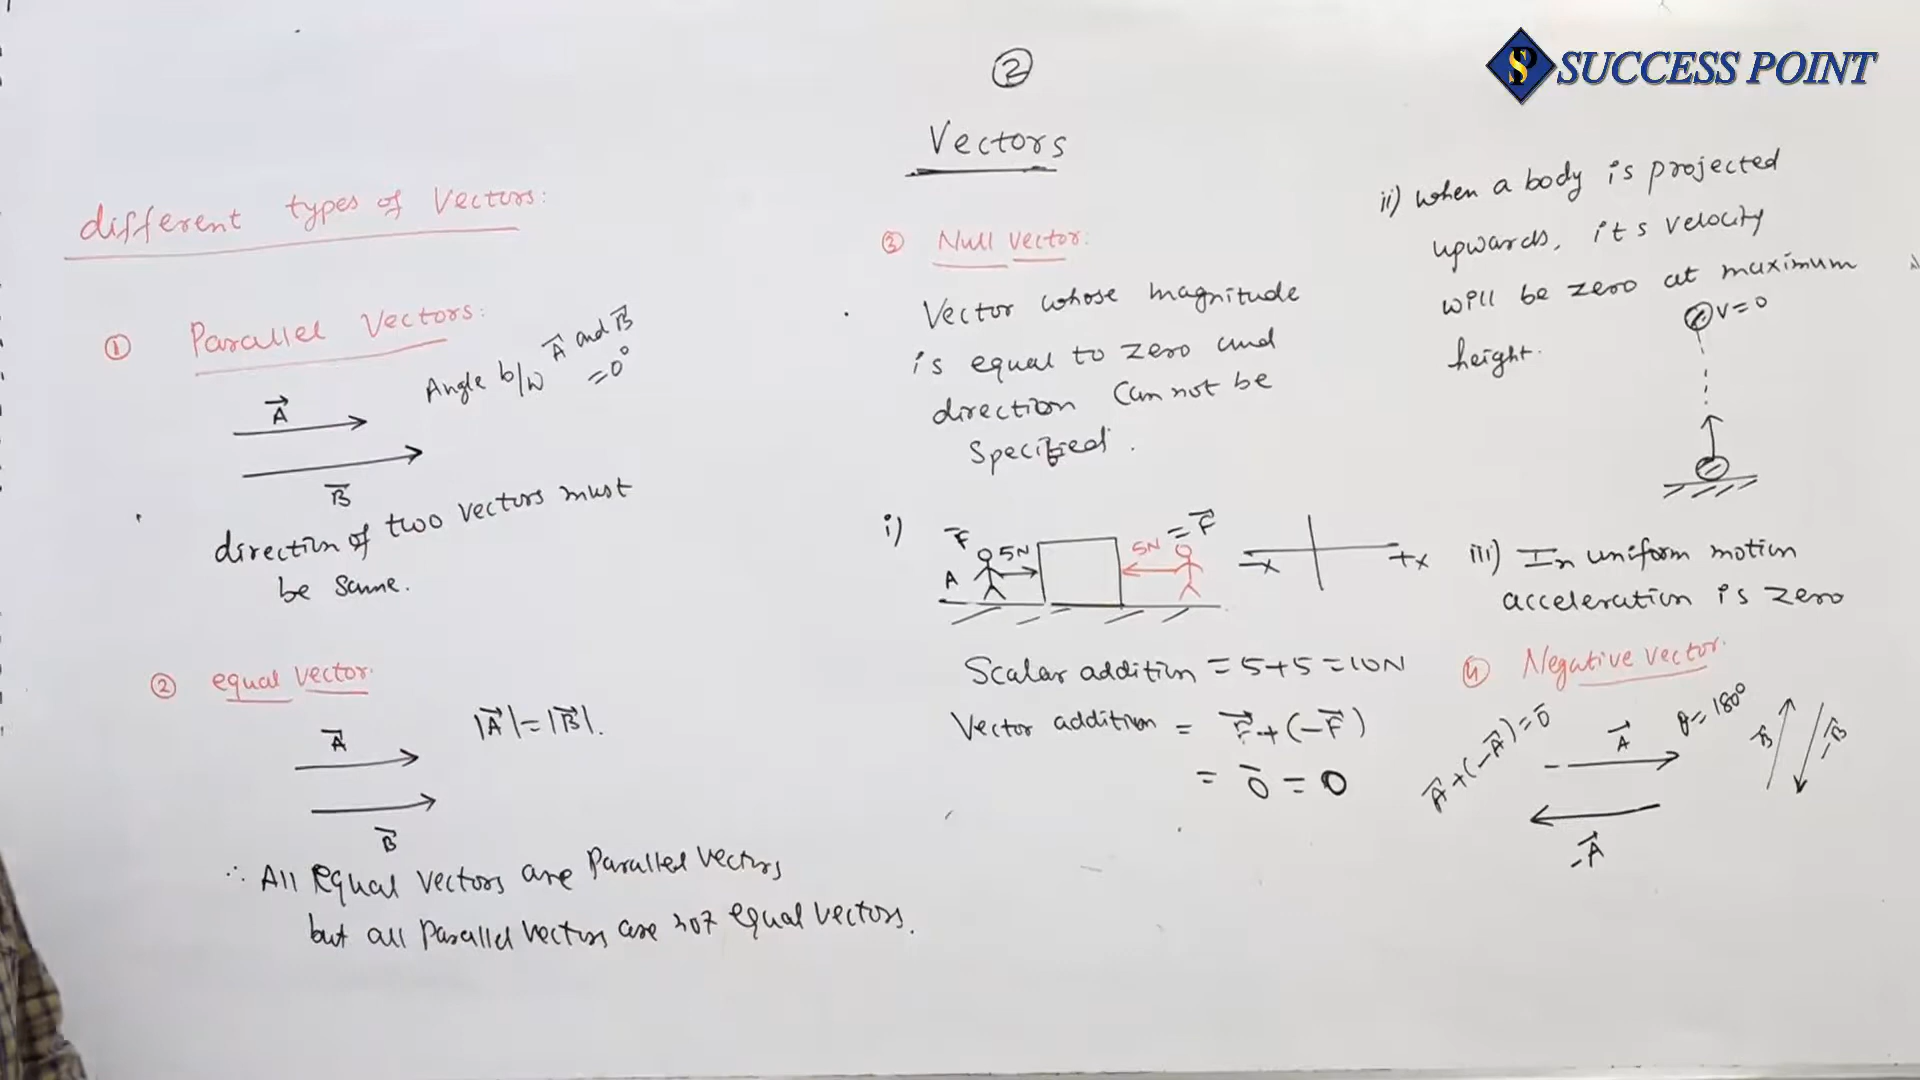 SUCCESS POINT
2
Vectors
different types of Vectors:
① Parallel Vectors:
Angle b/w A⃗ and B⃗
=0°
A⃗
B⃗
direction of two vectors must
be same.
② equal vector.
A⃗
|A⃗|=|B⃗|.
B⃗
∴ All equal vectors are Parallel vectors
but all Parallel vectors are not equal vectors.
③ Null vector:
Vector whose magnitude
is equal to zero and
direction Can not be
Specified.
i)
F⃗
5N
A
5N
=F⃗
-x
+x
Scalar addition = 5+5=10N
Vector addition = F⃗+(-F⃗)
= 0̄ = 0
ii) when a body is projected
upwards, its velocity
will be zero at maximum
height.
v=0
iii) In uniform motion
acceleration is zero
④ Negative vector.
A⃗+(-A⃗)=0̄
A⃗
θ=180°
B⃗
-B⃗
-A⃗